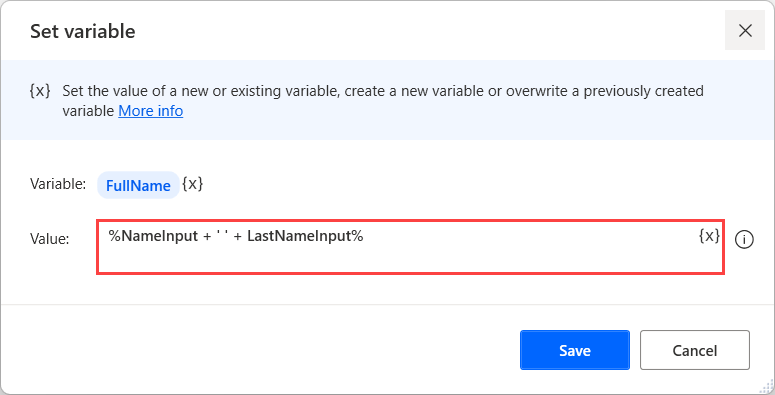 Set variable
{x} Set the value of a new or existing variable, create a new variable or overwrite a previously created
variable More info
Variable: FullName {x}
Value: %NameInput + ' ' + LastNameInput% {x}
Save Cancel